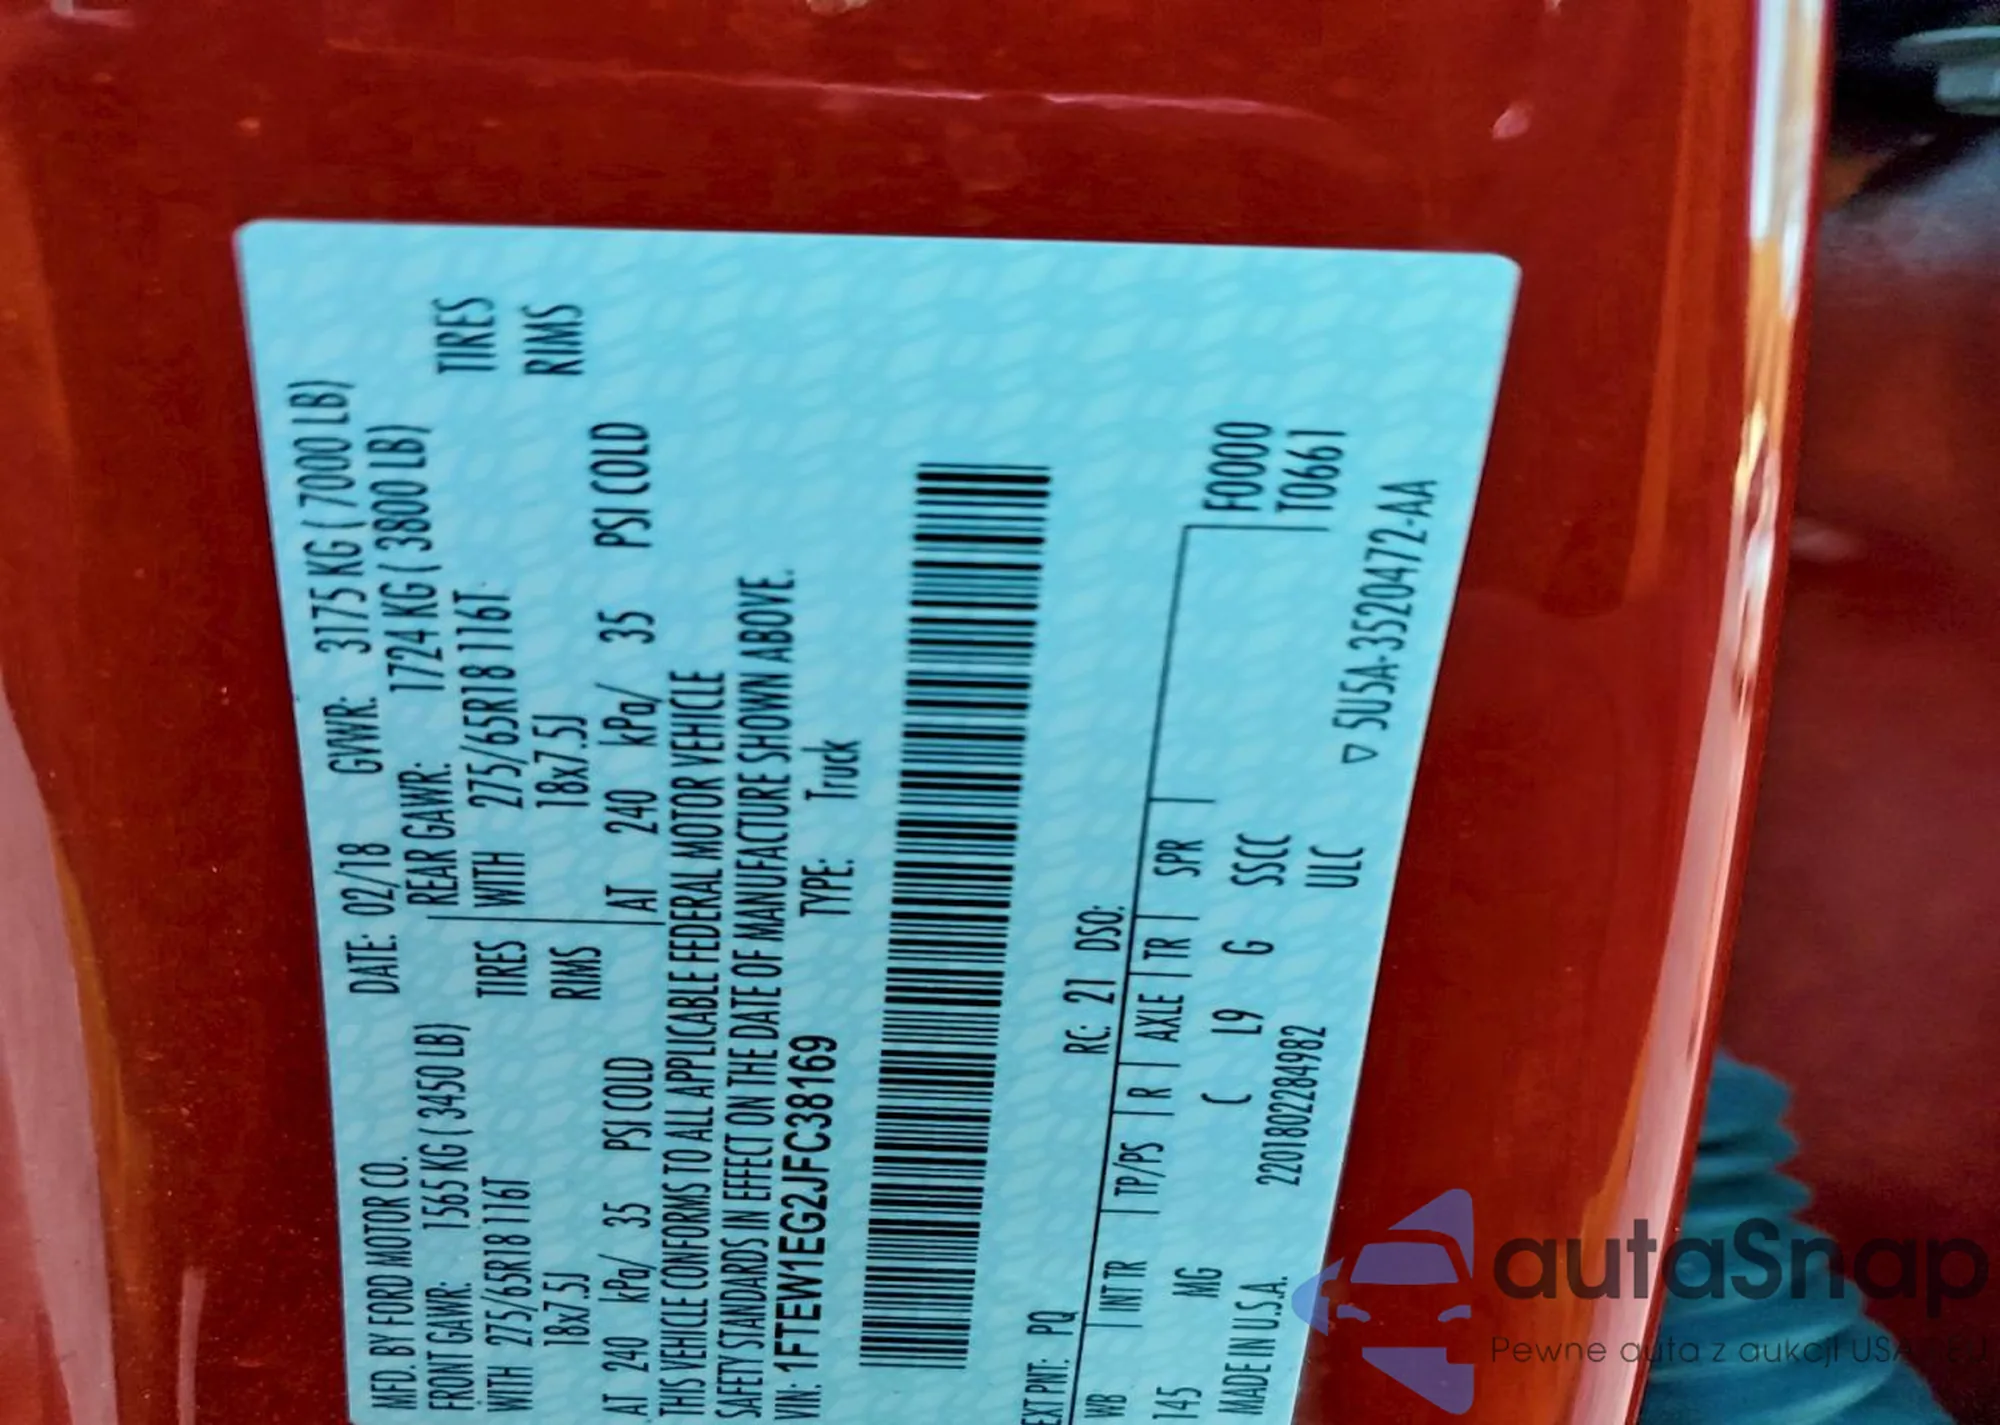 MFD. BY FORD MOTOR CO. DATE: 02/18 GVWR: 3175 KG ( 7000 LB)
FRONT GAWR: 1565 KG ( 3450 LB) REAR GAWR: 1724 KG ( 3800 LB)
WITH 275/65R18 116T TIRES WITH 275/65R18 116T TIRES
18x7.5J RIMS 18x7.5J RIMS
AT 240 kPa/ 35 PSI COLD AT 240 kPa/ 35 PSI COLD
THIS VEHICLE CONFORMS TO ALL APPLICABLE FEDERAL MOTOR VEHICLE
SAFETY STANDARDS IN EFFECT ON THE DATE OF MANUFACTURE SHOWN ABOVE.
VIN: 1FTEW1EG2JFC38169 TYPE: Truck
EXT PNT: PQ RC: 21 DSO:
WB INT TR TP/PS R AXLE TR SPR F0000
145 MG C L9 G SSCC T0661
MADE IN U.S.A. 2201802284982 ULC ▽ 5U5A-3520472-AA
autaSnap
Pewne auta z aukcji USA / EU